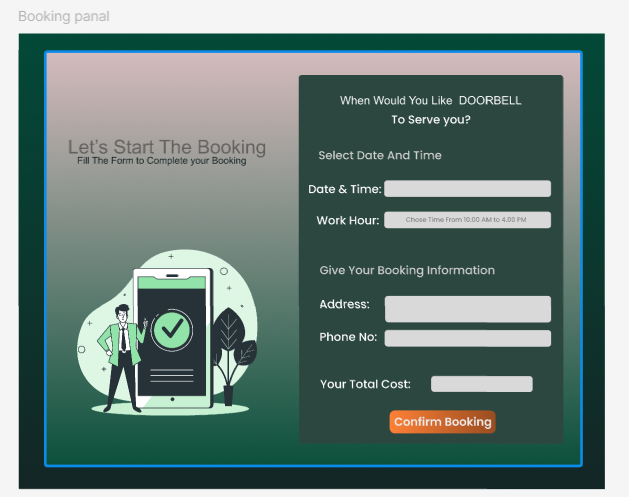 Booking panal
When Would You Like DOORBELL
To Serve you?
Let's Start The Booking
Fill The Form to Complete your Booking
Select Date And Time
Date & Time:
Work Hour: Chose Time From 10.00 AM to 4.00 PM
Give Your Booking Information
Address:
Phone No:
Your Total Cost:
Confirm Booking